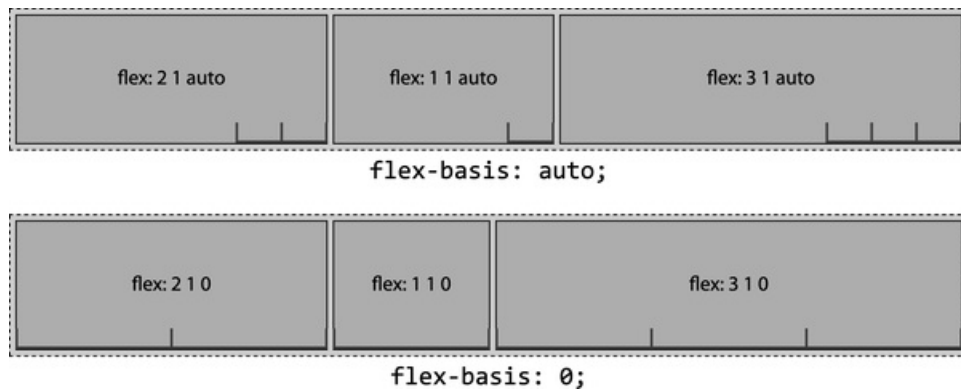 flex: 2 1 auto
flex: 1 1 auto
flex: 3 1 auto
flex-basis: auto;
flex: 2 1 0
flex: 1 1 0
flex: 3 1 0
flex-basis: 0;